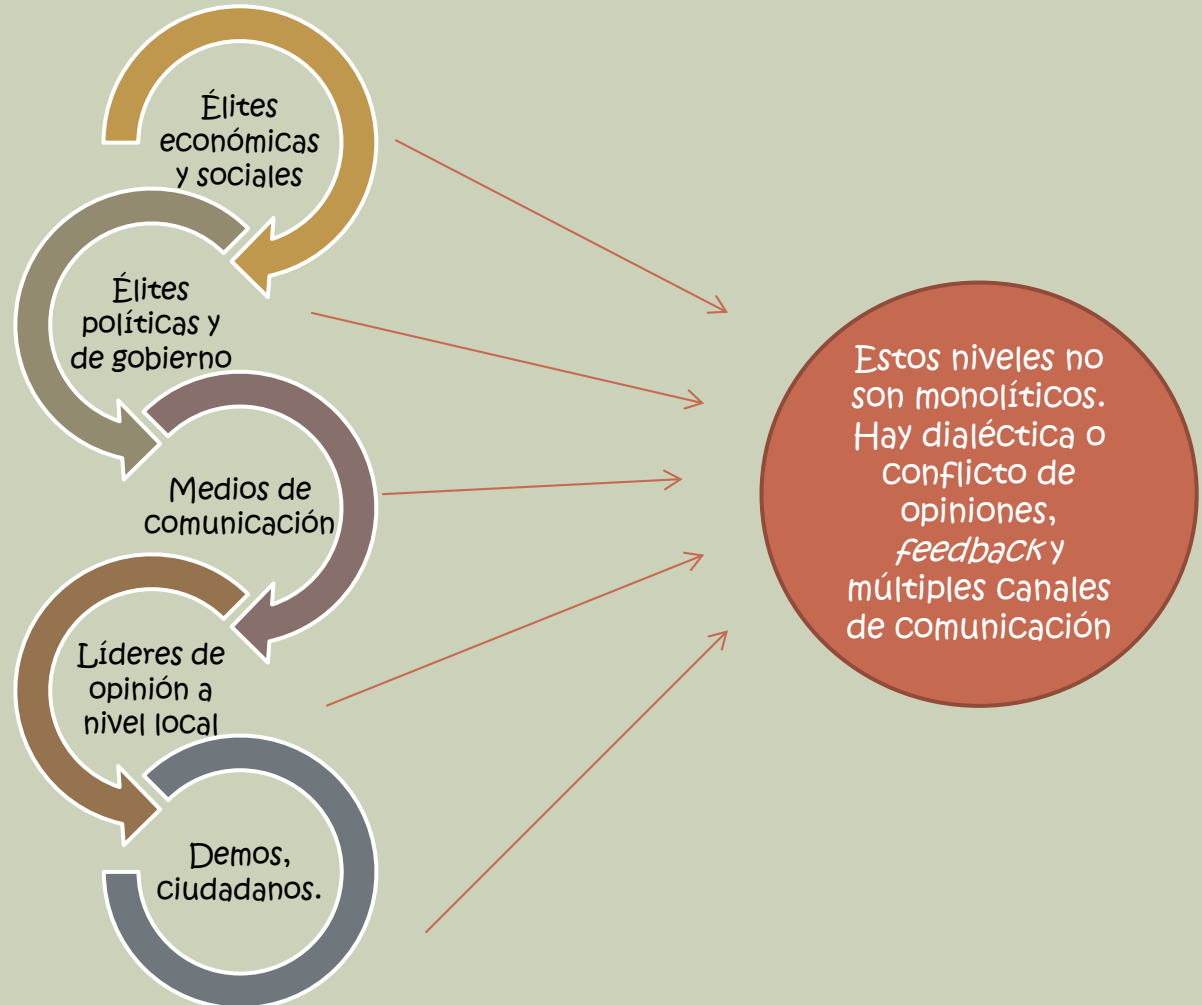 Élites
económicas
y sociales
Élites
políticas y
de gobierno
Medios de
comunicación
Líderes de
opinión a
nivel local
Demos,
ciudadanos.
Estos niveles no
son monolíticos.
Hay dialéctica o
conflicto de
opiniones,
feedback y
múltiples canales
de comunicación